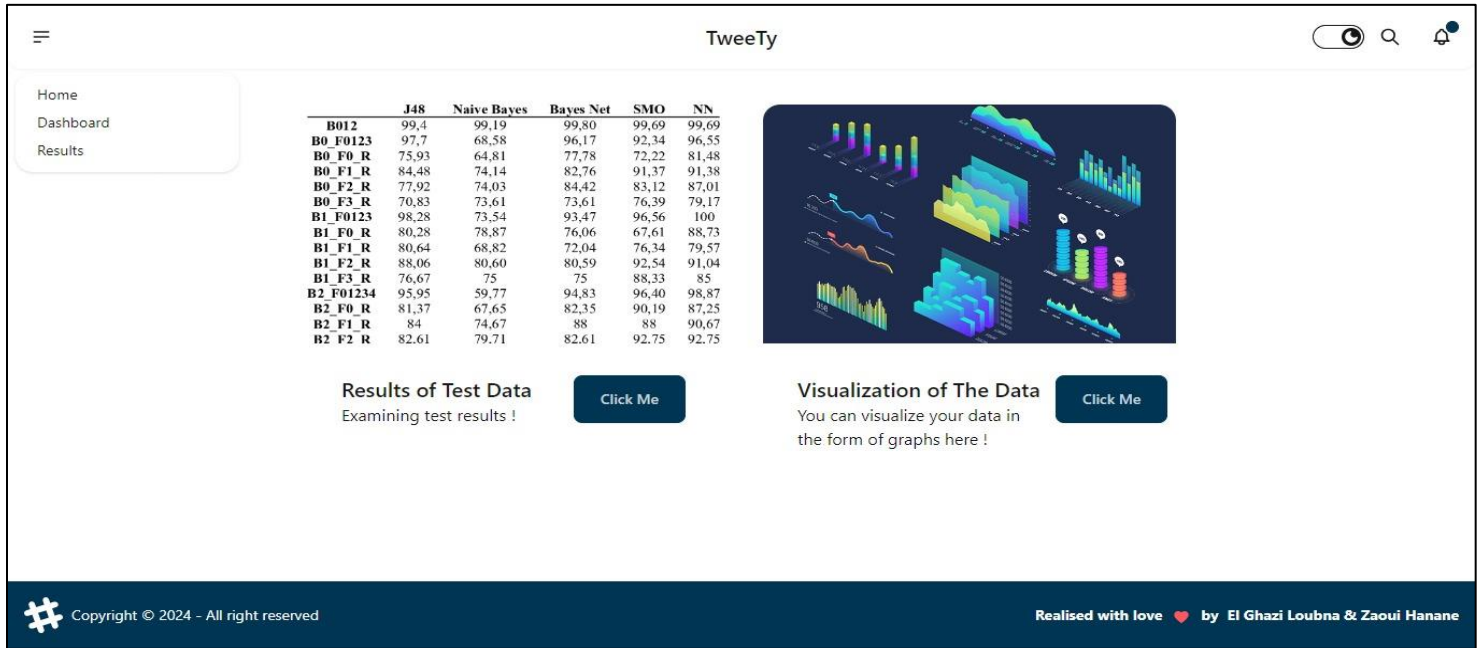 TweeTy
Home
Dashboard
Results
J48 Naive Bayes Bayes Net SMO NN
B012 99,4 99,19 99,80 99,69 99,69
B0_F0123 97,7 68,58 96,17 92,34 96,55
B0_F0_R 75,93 64,81 77,78 72,22 81,48
B0_F1_R 84,48 74,14 82,76 91,37 91,38
B0_F2_R 77,92 74,03 84,42 83,12 87,01
B0_F3_R 70,83 73,61 73,61 76,39 79,17
B1_F0123 98,28 73,54 93,47 96,56 100
B1_F0_R 80,28 78,87 76,06 67,61 88,73
B1_F1_R 80,64 68,82 72,04 76,34 79,57
B1_F2_R 88,06 80,60 80,59 92,54 91,04
B1_F3_R 76,67 75 75 88,33 85
B2_F01234 95,95 59,77 94,83 96,40 98,87
B2_F0_R 81,37 67,65 82,35 90,19 87,25
B2_F1_R 84 74,67 88 88 90,67
B2_F2_R 82.61 79.71 82.61 92.75 92.75
Results of Test Data
Examining test results !
Click Me
Visualization of The Data
You can visualize your data in
the form of graphs here !
Click Me
Copyright © 2024 - All right reserved
Realised with love ❤ by El Ghazi Loubna & Zaoui Hanane